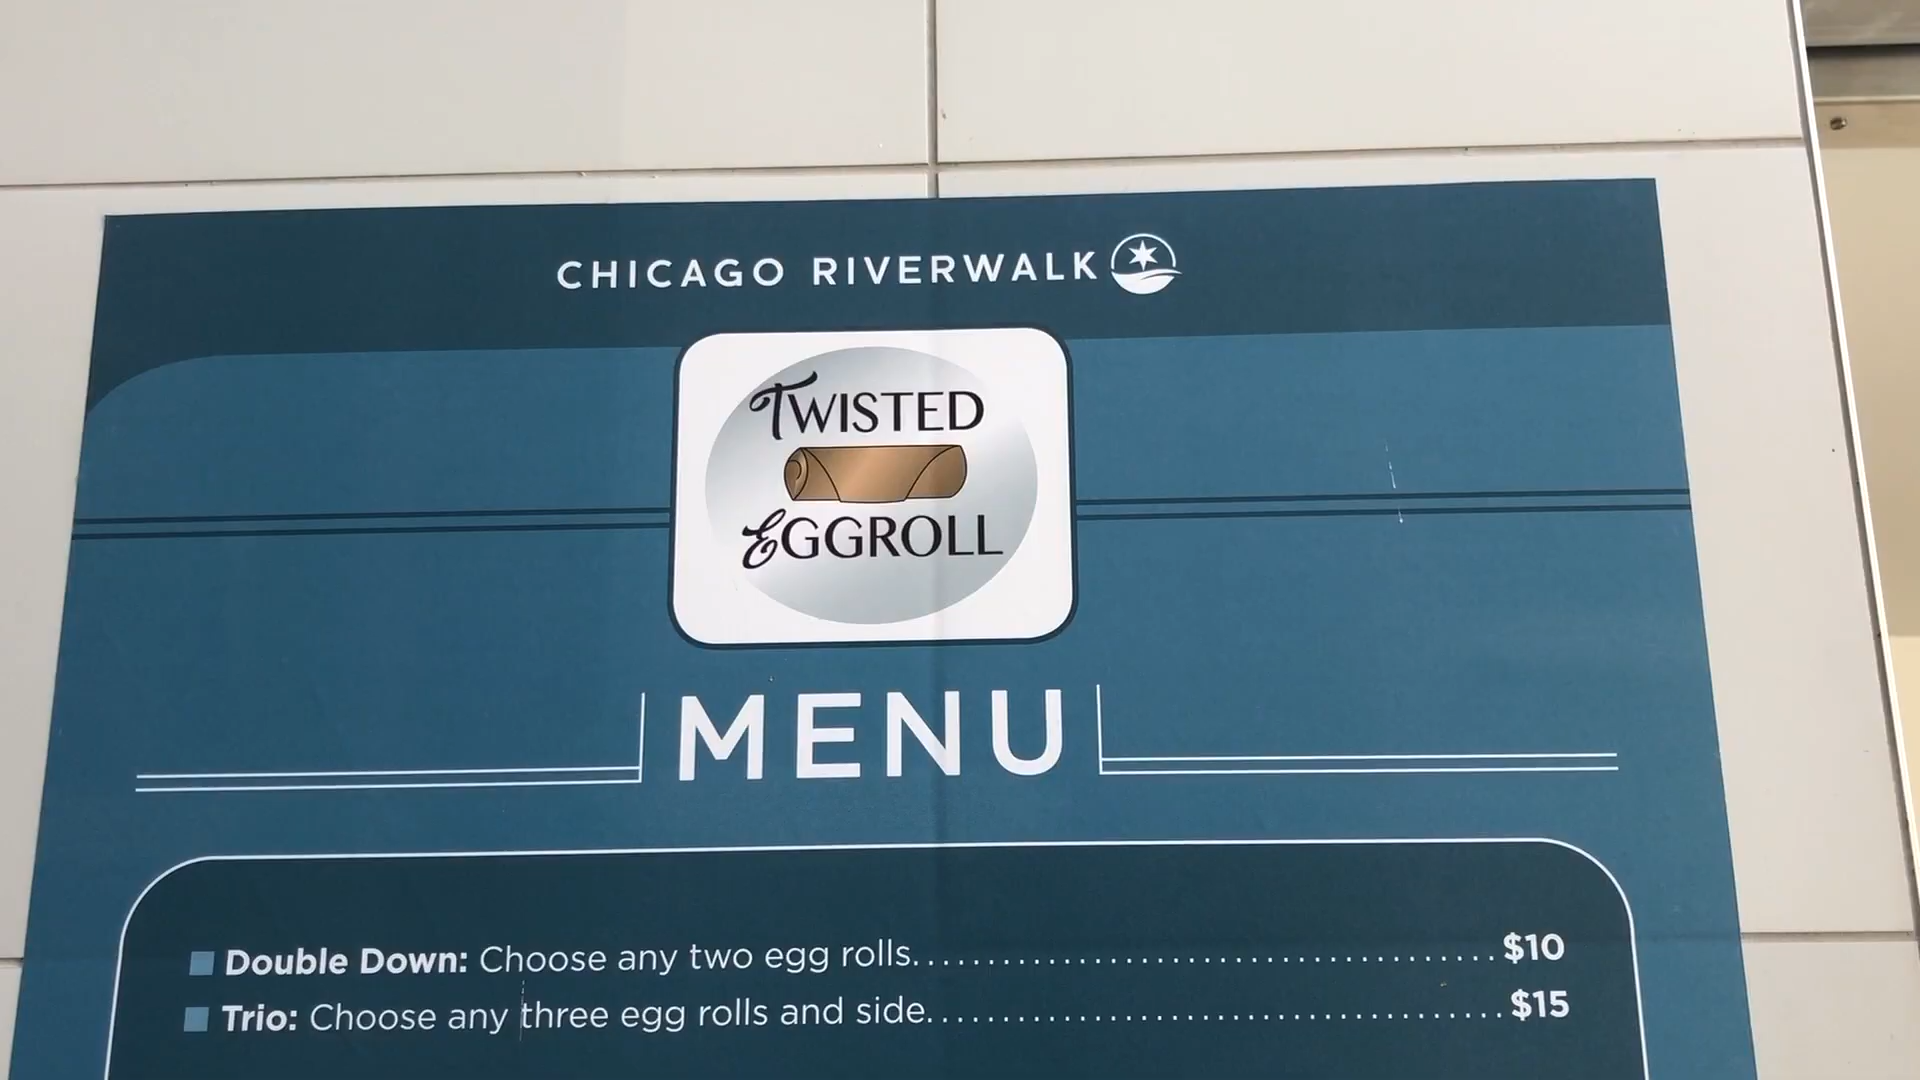 CHICAGO RIVERWALK
TWISTED
EGGROLL
MENU
Double Down: Choose any two egg rolls.......................................$10
Trio: Choose any three egg rolls and side.......................................$15